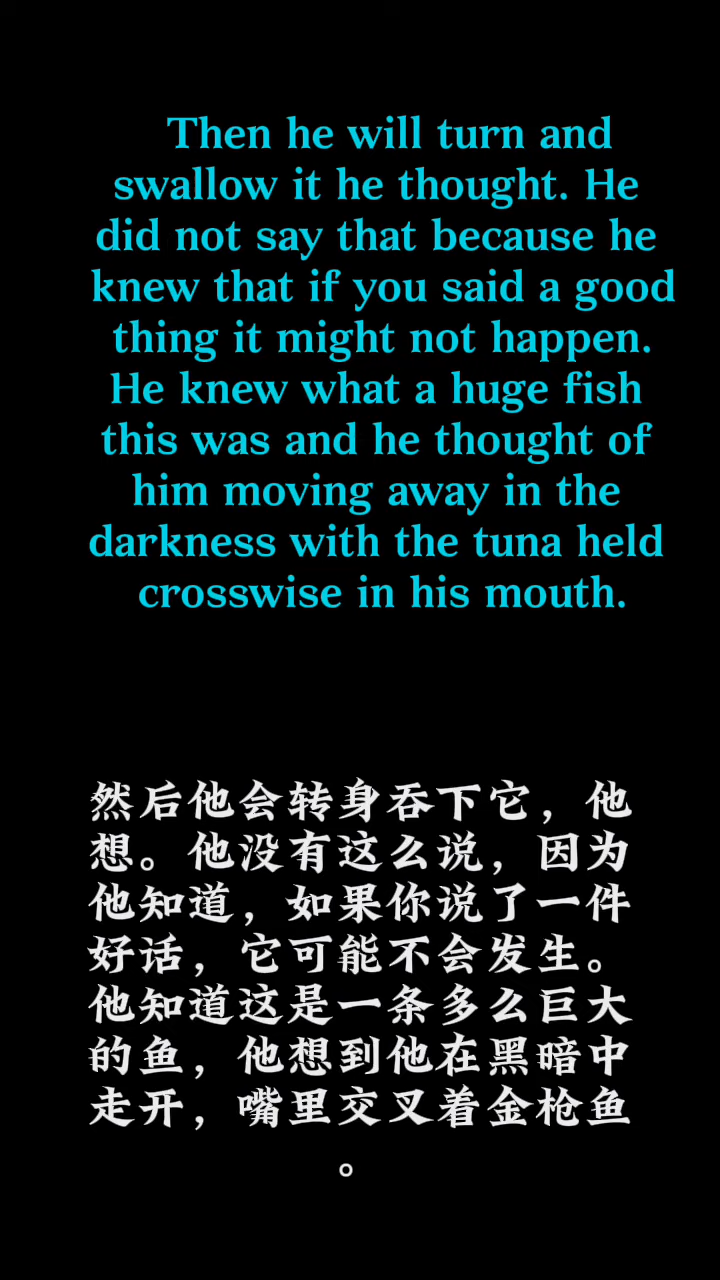 Then he will turn and
swallow it he thought. He
did not say that because he
knew that if you said a good
thing it might not happen.
He knew what a huge fish
this was and he thought of
him moving away in the
darkness with the tuna held
crosswise in his mouth.
然后他会转身吞下它，他
想。他没有这么说，因为
他知道，如果你说了一件
好话，它可能不会发生。
他知道这是一条多么巨大
的鱼，他想到他在黑暗中
走开，嘴里交叉着金枪鱼
。